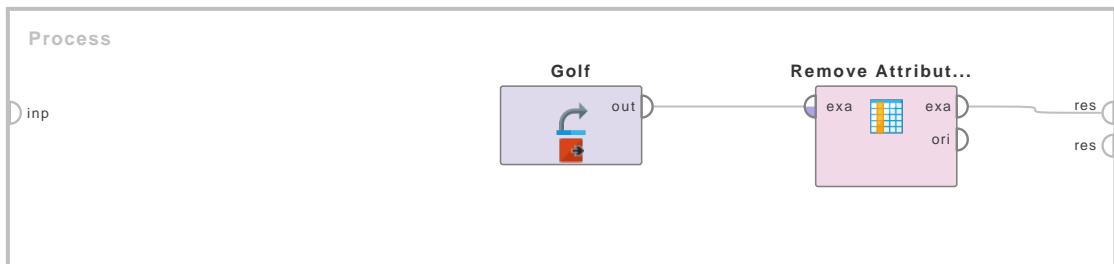 Process
Golf
Remove Attribut...
inp
out
exa
exa
res
ori
res